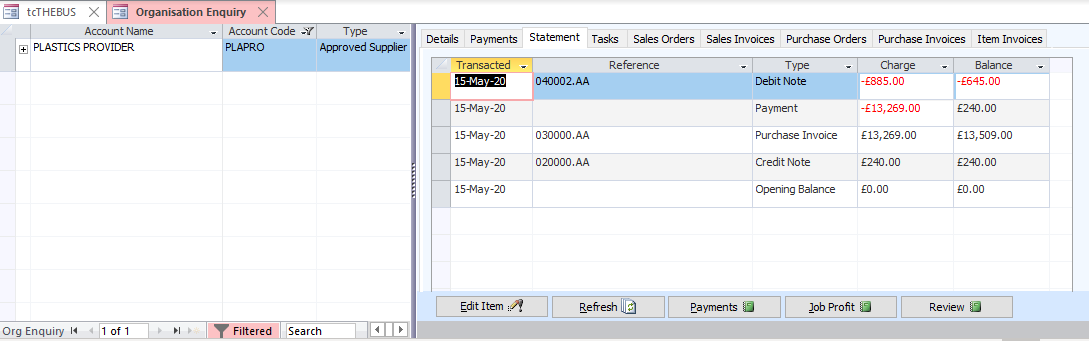 tcTHEBUS Organisation Enquiry
Account Name Account Code Type
PLASTICS PROVIDER PLAPRO Approved Supplier
Details Payments Statement Tasks Sales Orders Sales Invoices Purchase Orders Purchase Invoices Item Invoices
Transacted Reference Type Charge Balance
15-May-20 040002.AA Debit Note -£885.00 -£645.00
15-May-20 Payment -£13,269.00 £240.00
15-May-20 030000.AA Purchase Invoice £13,269.00 £13,509.00
15-May-20 020000.AA Credit Note £240.00 £240.00
15-May-20 Opening Balance £0.00 £0.00
Edit Item Refresh Payments Job Profit Review
Org Enquiry 1 of 1 Filtered Search